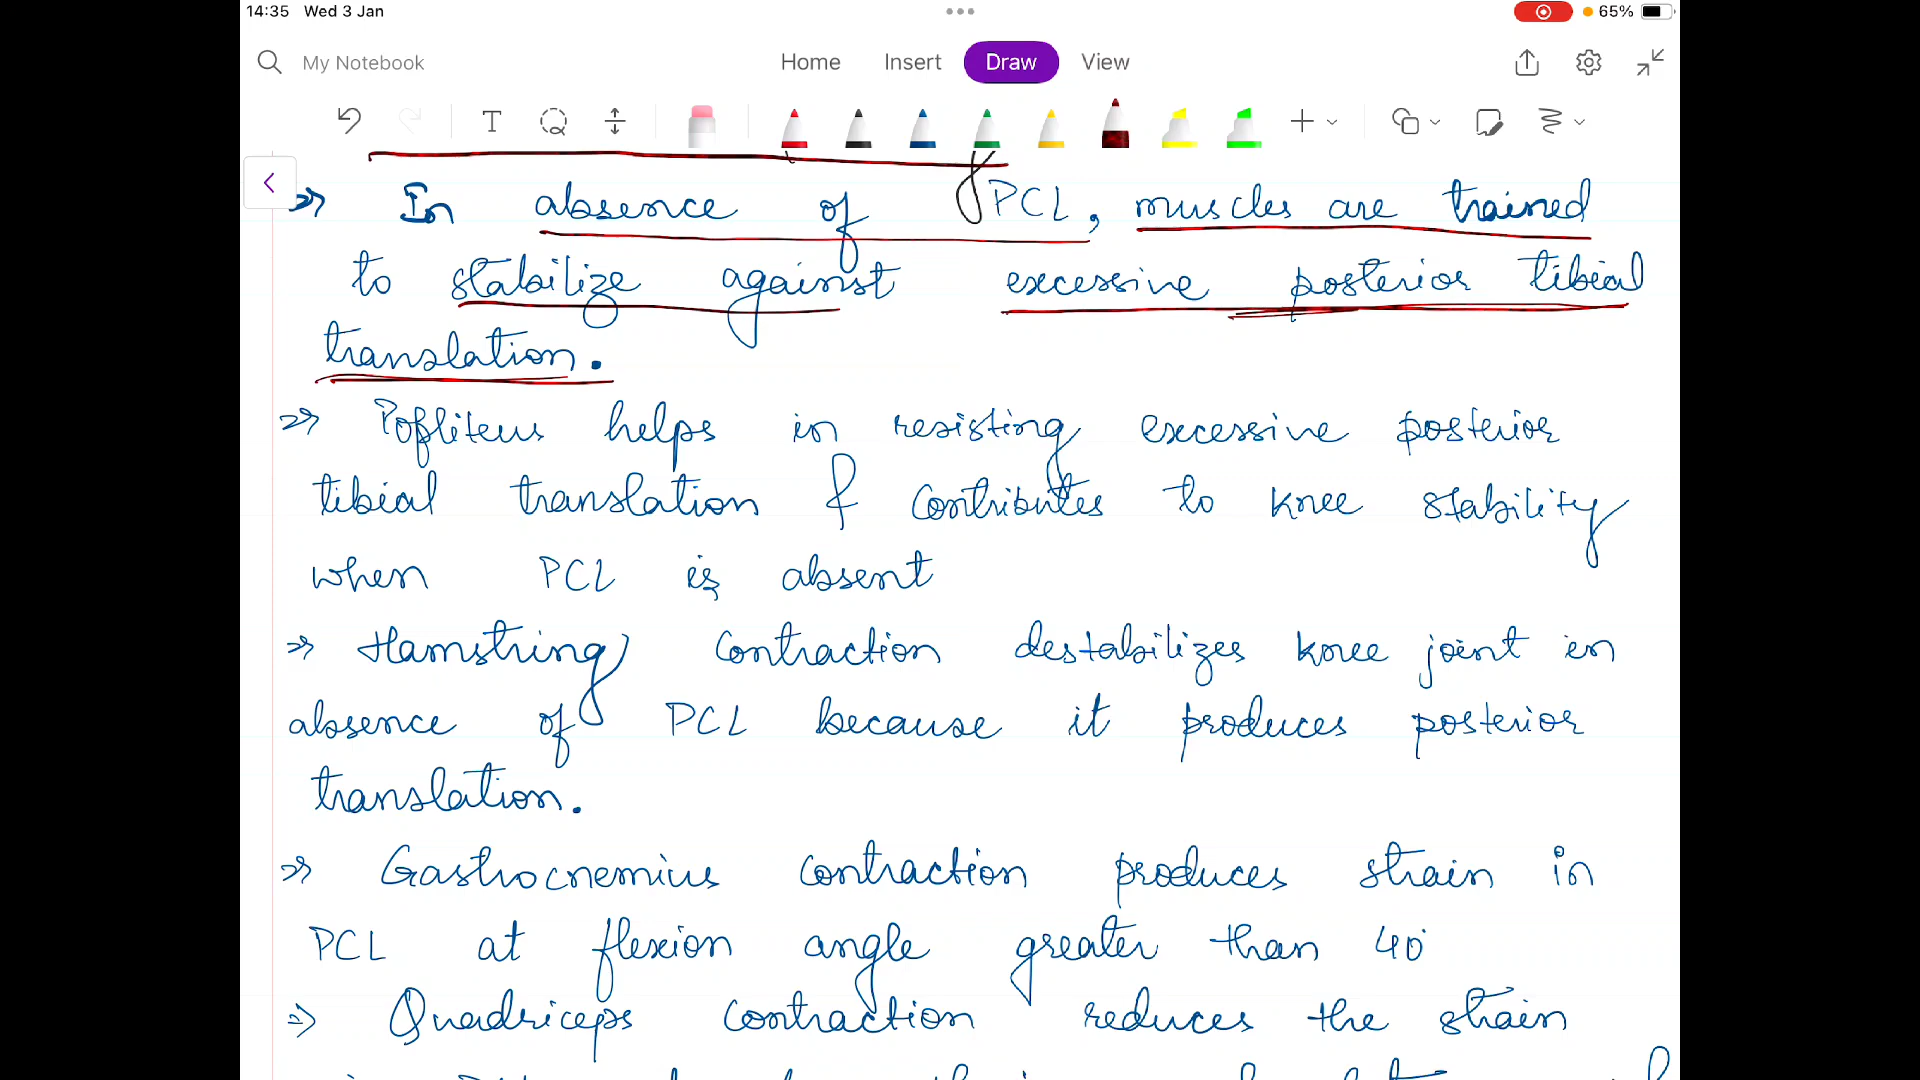 14:35 Wed 3 Jan
65%
My Notebook
Home Insert Draw View
In absence of PCL, muscles are trained
to stabilize against excessive posterior tibial
translation.
Popliteus helps in resisting excessive posterior
tibial translation & contributes to knee stability
when PCL is absent
Hamstring contraction destabilizes knee joint in
absence of PCL because it produces posterior
translation.
Gastrocnemius contraction produces strain in
PCL at flexion angle greater than 40°
Quadriceps contraction reduces the strain